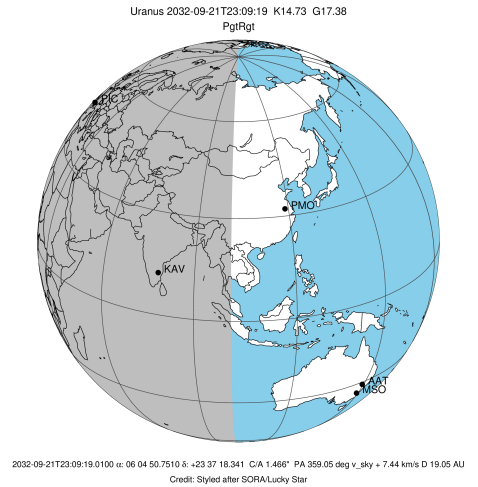 Uranus 2032-09-21T23:09:19 K14.73 G17.38
PgtRgt
PIC
PMO
KAV
AAT
MSO
2032-09-21T23:09:19.0100 α: 06 04 50.7510 δ: +23 37 18.341 C/A 1.466" PA 359.05 deg v_sky + 7.44 km/s D 19.05 AU
Credit: Styled after SORA/Lucky Star